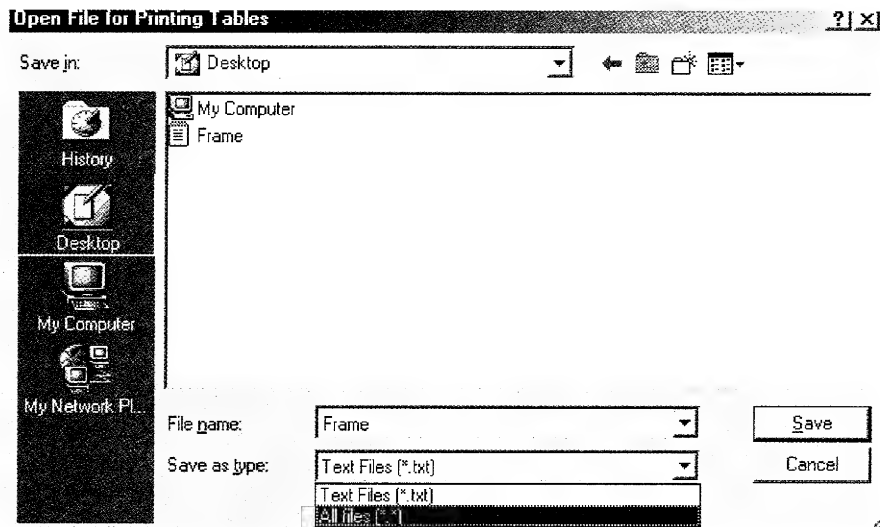 Open File for Printing Tables
Save in:
Desktop
My Computer
Frame
History
Desktop
My Computer
My Network Pl...
File name:
Frame
Save
Save as type:
Text Files (*.txt)
Cancel
Text Files (*.txt)
All files (*.*)